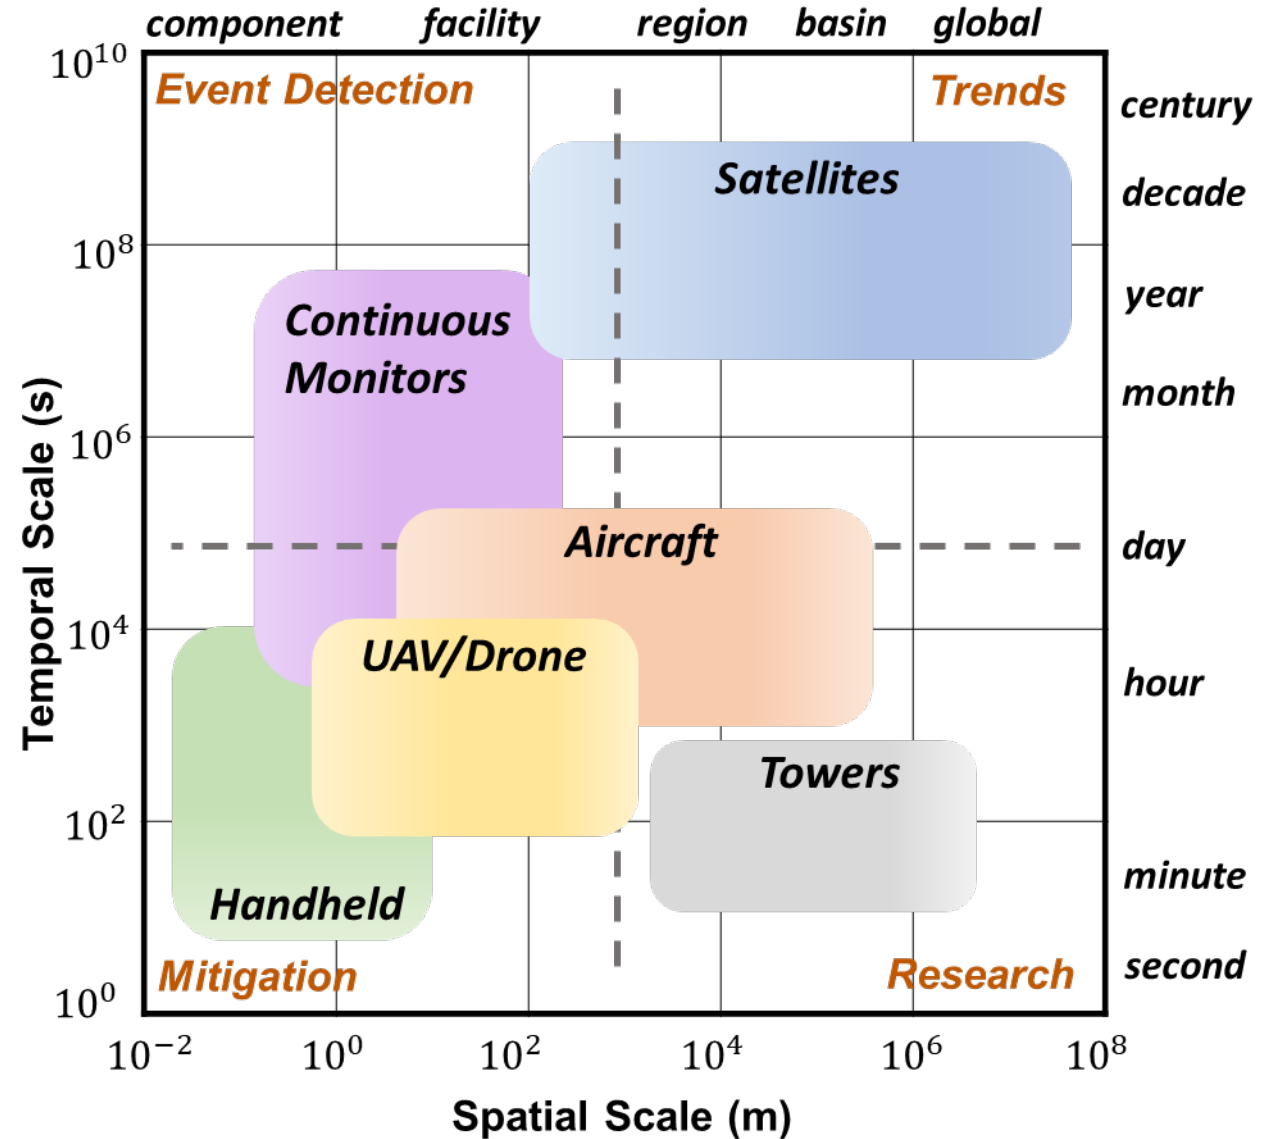 component facility region basin global
10¹⁰
Event Detection
Trends
century
Satellites
decade
10⁸
year
Continuous
Monitors
month
10⁶
Aircraft
day
10⁴
UAV/Drone
hour
Towers
10²
minute
Handheld
second
Mitigation
Research
10⁰
Temporal Scale (s)
10⁻² 10⁰ 10² 10⁴ 10⁶ 10⁸
Spatial Scale (m)